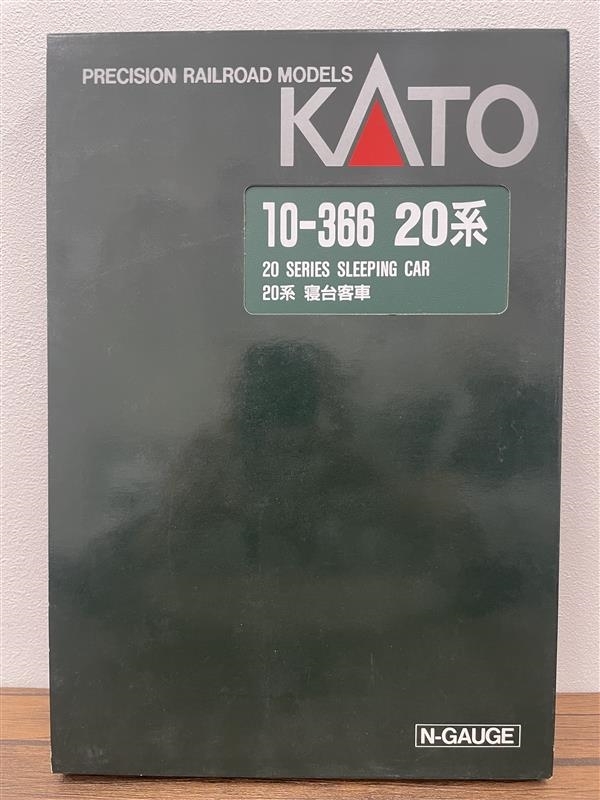 PRECISION RAILROAD MODELS
KATO
10-366 20系
20 SERIES SLEEPING CAR
20系 寝台客車
N-GAUGE